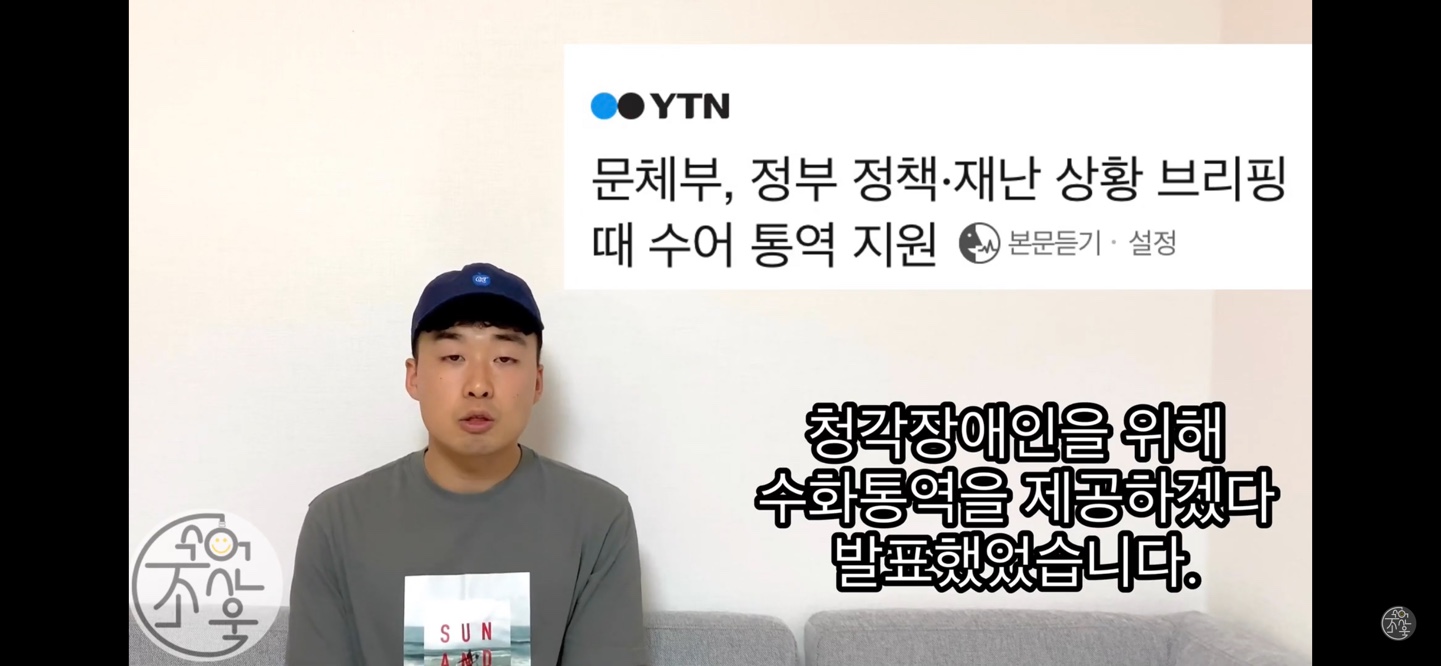 YTN
문체부, 정부 정책·재난 상황 브리핑
때 수어 통역 지원 본문듣기· 설정
청각장애인을 위해
수화통역을 제공하겠다
발표했었습니다.
SUN
AND